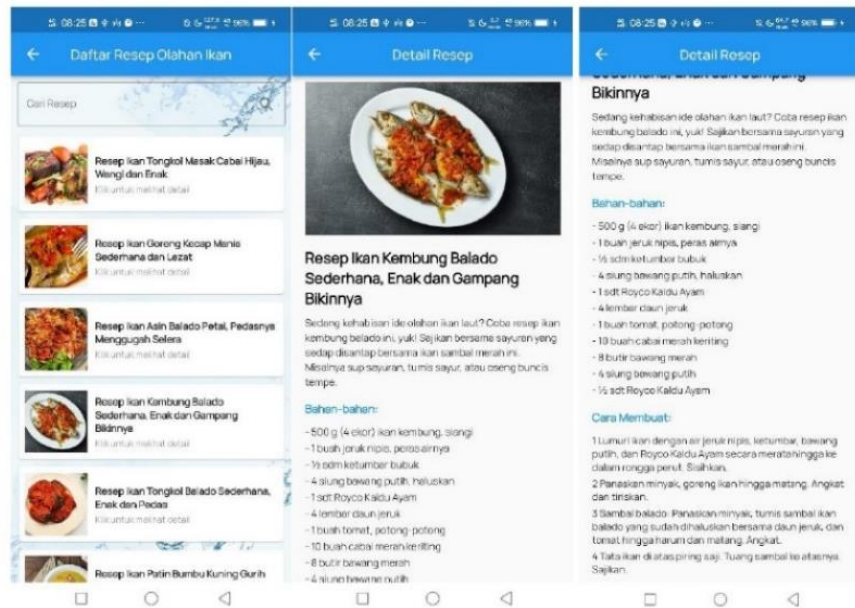 08:25
96%
Daftar Resep Olahan Ikan
Cari Resep
Resep Ikan Tongkol Masak Cabai Hijau,
Wangi dan Enak
Klik untuk melihat detail
Resep Ikan Goreng Kecap Manis
Sederhana dan Lezat
Klik untuk melihat detail
Resep Ikan Asin Balado Petai, Pedasnya
Menggugah Selera
Klik untuk melihat detail
Resep Ikan Kembung Balado
Sederhana, Enak dan Gampang
Bikinnya
Klik untuk melihat detail
Resep Ikan Tongkol Balado Sederhana,
Enak dan Pedas
Klik untuk melihat detail
Resep Ikan Patin Bumbu Kuning Gurih
08:25
96%
Detail Resep
Resep Ikan Kembung Balado
Sederhana, Enak dan Gampang
Bikinnya
Sedang kehabisan ide olahan ikan laut? Coba resep ikan
kembung balado ini, yuk! Sajikan bersama sayuran yang
sedap disantap bersama ikan sambal merah ini.
Misalnya sup sayuran, tumis sayur, atau oseng buncis
tempe.
Bahan-bahan:
- 500 g (4 ekor) ikan kembung, siangi
- 1 buah jeruk nipis, peras airnya
- ½ sdm ketumbar bubuk
- 4 siung bawang putih, haluskan
- 1 sdt Royco Kaldu Ayam
- 4 lembar daun jeruk
- 1 buah tomat, potong-potong
- 10 buah cabai merah keriting
- 8 butir bawang merah
- 4 siung bawang putih
08:25
96%
Detail Resep
Sederhana, Enak dan Gampang
Bikinnya
Sedang kehabisan ide olahan ikan laut? Coba resep ikan
kembung balado ini, yuk! Sajikan bersama sayuran yang
sedap disantap bersama ikan sambal merah ini.
Misalnya sup sayuran, tumis sayur, atau oseng buncis
tempe.
Bahan-bahan:
- 500 g (4 ekor) ikan kembung, siangi
- 1 buah jeruk nipis, peras airnya
- ½ sdm ketumbar bubuk
- 4 siung bawang putih, haluskan
- 1 sdt Royco Kaldu Ayam
- 4 lembar daun jeruk
- 1 buah tomat, potong-potong
- 10 buah cabai merah keriting
- 8 butir bawang merah
- 4 siung bawang putih
- ½ sdt Royco Kaldu Ayam
Cara Membuat:
1 Lumuri ikan dengan air jeruk nipis, ketumbar, bawang
putih, dan Royco Kaldu Ayam secara merata hingga ke
dalam rongga perut. Sisihkan.
2 Panaskan minyak, goreng ikan hingga matang. Angkat
dan tiriskan.
3 Sambal balado: Panaskan minyak, tumis sambal ikan
balado yang sudah dihaluskan bersama daun jeruk, dan
tomat hingga harum dan matang. Angkat.
4 Tata ikan di atas piring saji. Tuang sambal ke atasnya.
Sajikan.